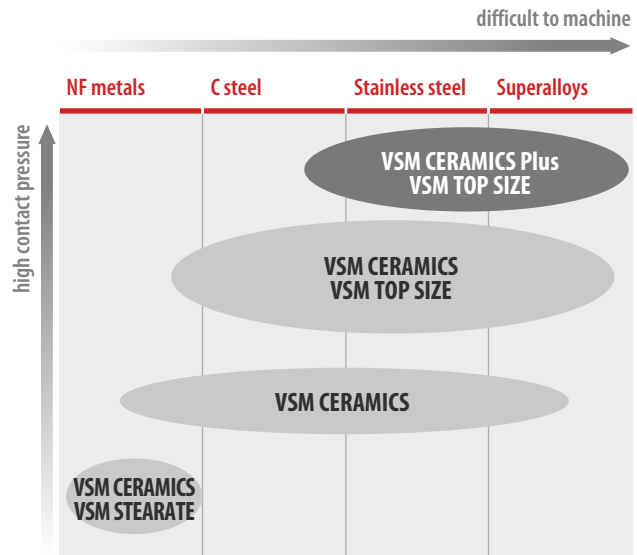 difficult to machine
NF metals
C steel
Stainless steel
Superalloys
high contact pressure
VSM CERAMICS Plus
VSM TOP SIZE
VSM CERAMICS
VSM TOP SIZE
VSM CERAMICS
VSM CERAMICS
VSM STEARATE